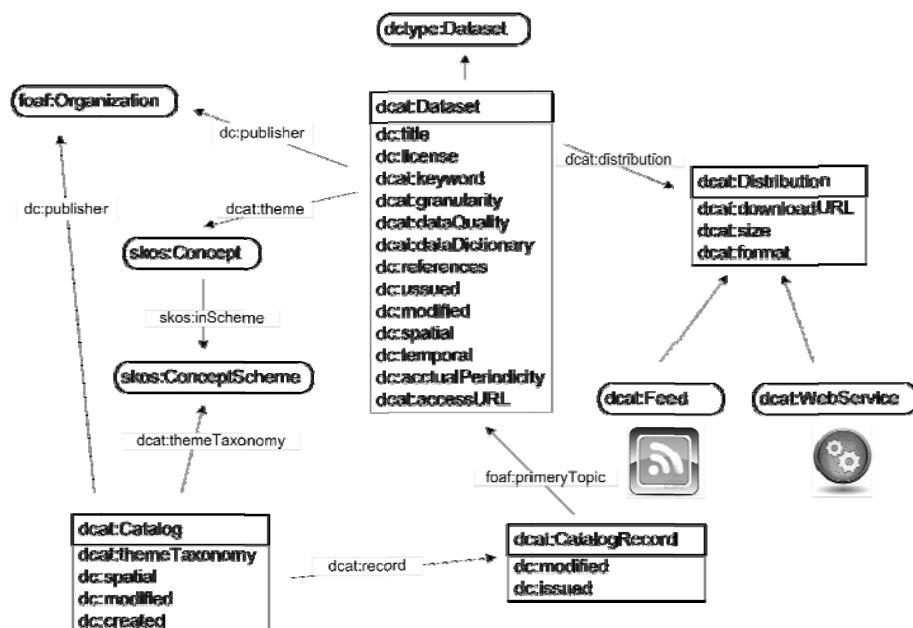 dctype:Dataset
foaf:Organization
dc:publisher
dcat:Dataset
dc:title
dc:license
dcat:keyword
dcat:granularity
dcat:dataQuality
dcat:dataDictionary
dc:references
dc:ussued
dc:modified
dc:spatial
dc:temporal
dc:acctualPeriodicity
dcat:accessURL
dcat:distribution
dcat:Distribution
dcat:downloadURL
dcat:size
dcat:format
dc:publisher
dcat:theme
skos:Concept
skos:inScheme
skos:ConceptScheme
dcat:themeTaxonomy
dcat:Feed
dcat:WebService
foaf:primeryTopic
dcat:Catalog
dcat:themeTaxonomy
dc:spatial
dc:modified
dc:created
dcat:record
dcat:CatalogRecord
dc:modified
dc:issued